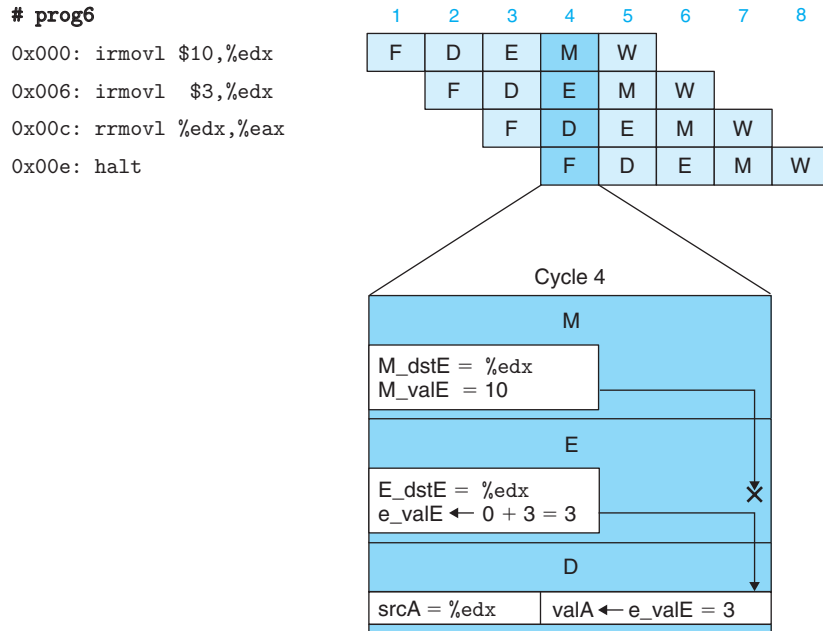 # prog6
1 2 3 4 5 6 7 8
0x000: irmovl $10,%edx F D E M W
0x006: irmovl  $3,%edx F D E M W
0x00c: rrmovl %edx,%eax F D E M W
0x00e: halt F D E M W
Cycle 4
M
M_dstE = %edx
M_valE = 10
E
E_dstE = %edx
e_valE ← 0 + 3 = 3
D
srcA = %edx valA ← e_valE = 3